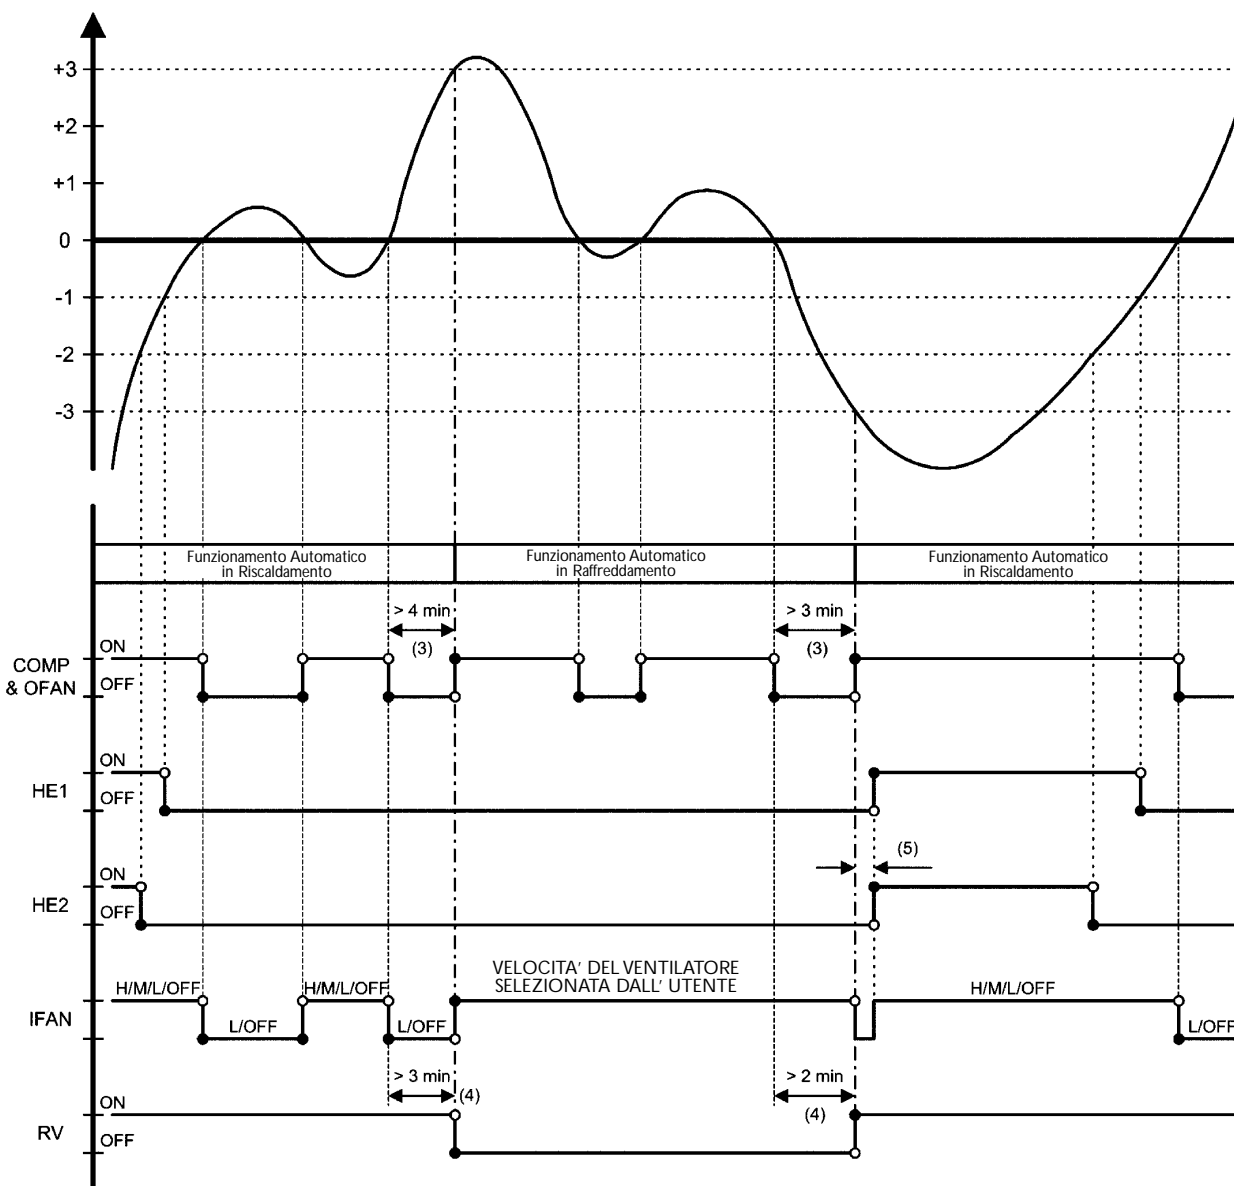 +3
+2
+1
0
-1
-2
-3
Funzionamento Automatico
in Riscaldamento
Funzionamento Automatico
in Raffreddamento
Funzionamento Automatico
in Riscaldamento
> 4 min
(3)
> 3 min
(3)
COMP
& OFAN
ON
OFF
HE1
ON
OFF
(5)
HE2
ON
OFF
VELOCITA' DEL VENTILATORE
SELEZIONATA DALL' UTENTE
IFAN
H/M/L/OFF
L/OFF
H/M/L/OFF
L/OFF
H/M/L/OFF
L/OFF
> 3 min
(4)
> 2 min
(4)
RV
ON
OFF